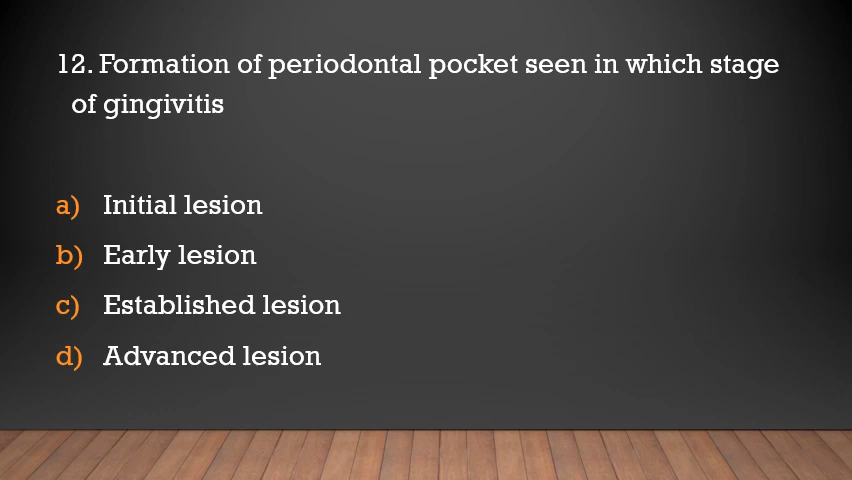 12. Formation of periodontal pocket seen in which stage
of gingivitis
a) Initial lesion
b) Early lesion
c) Established lesion
d) Advanced lesion